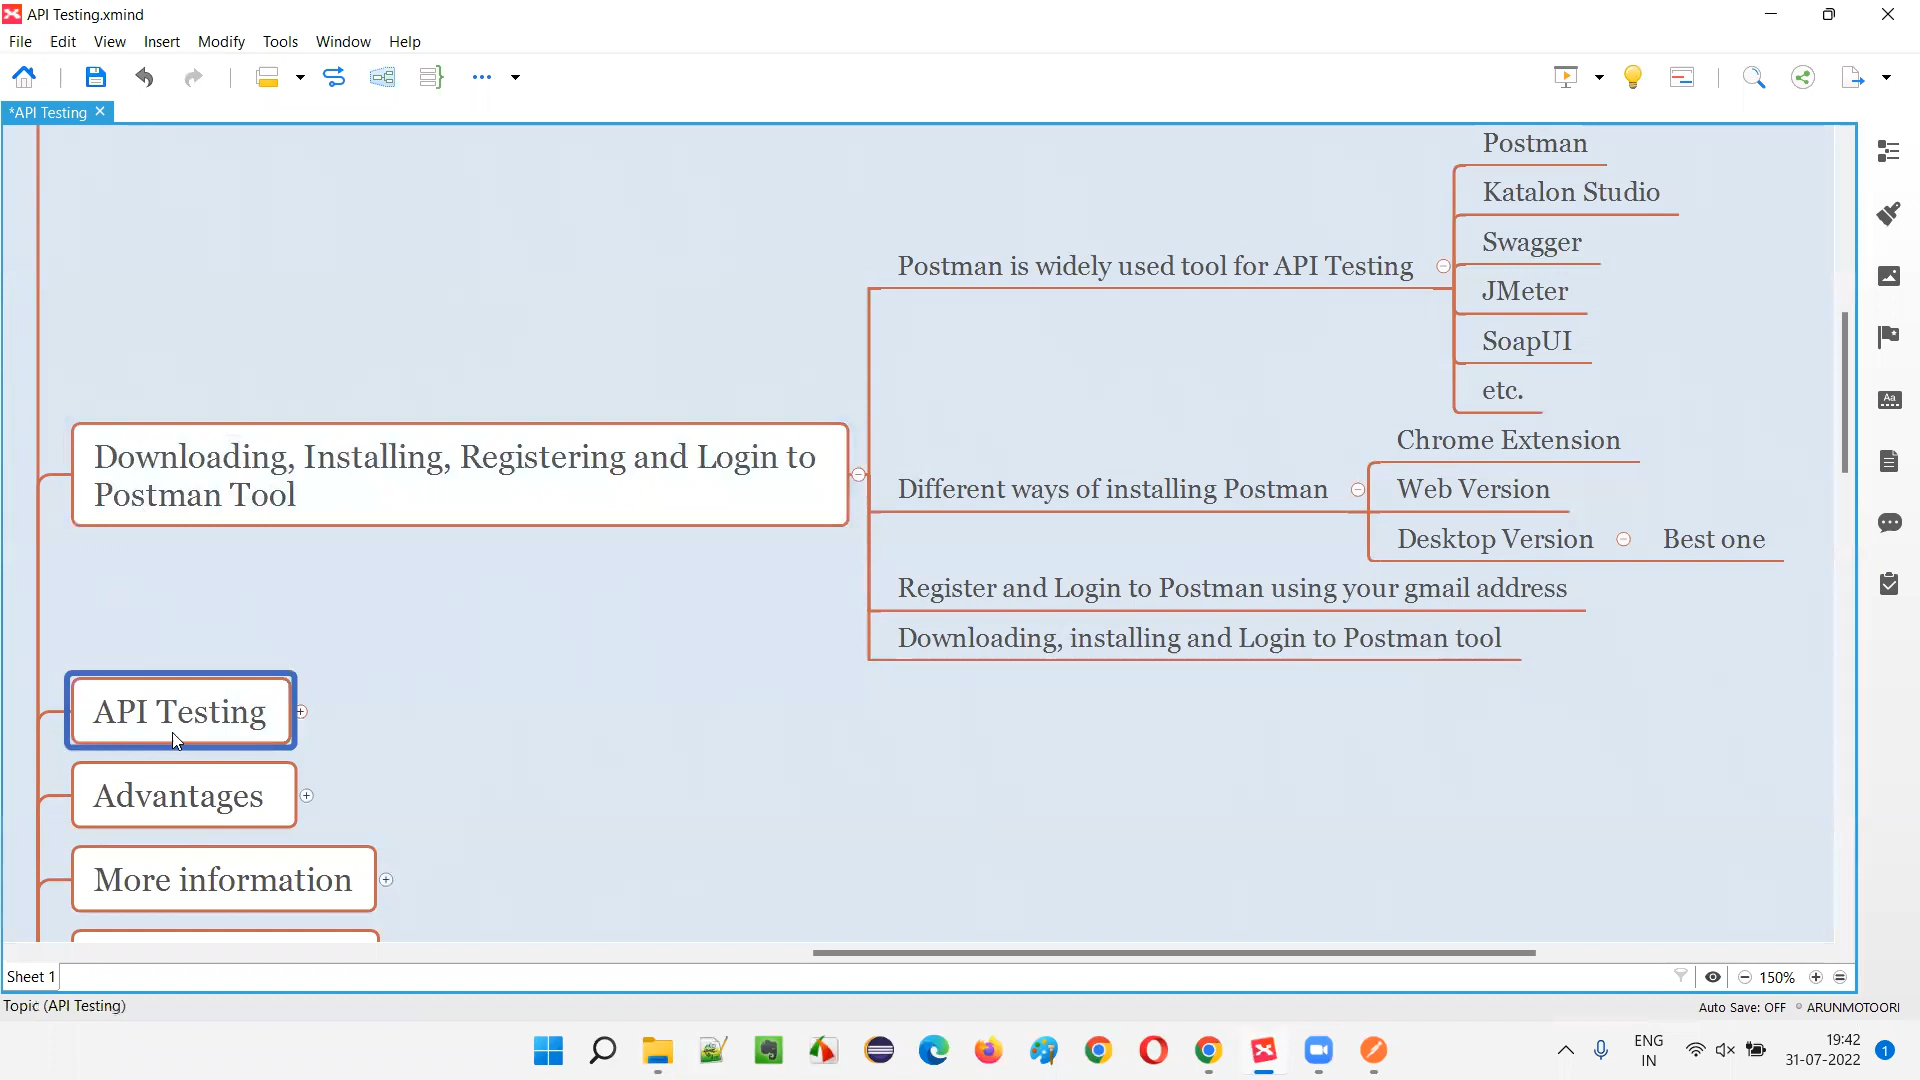 API Testing.xmind
File Edit View Insert Modify Tools Window Help
*API Testing
Postman
Katalon Studio
Swagger
Postman is widely used tool for API Testing
JMeter
SoapUI
etc.
Chrome Extension
Downloading, Installing, Registering and Login to
Postman Tool
Different ways of installing Postman
Web Version
Desktop Version Best one
Register and Login to Postman using your gmail address
Downloading, installing and Login to Postman tool
API Testing
Advantages
More information
Aa
Sheet 1
150%
Topic (API Testing)
Auto Save: OFF ARUNMOTOORI
ENG
IN
19:42
31-07-2022
1